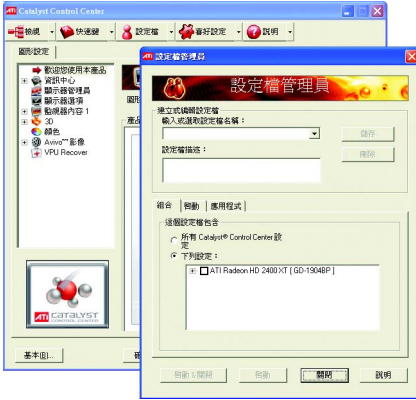 Catalyst Control Center
檢視 快速鍵 設定檔 喜好設定 說明
圖形設定
歡迎您使用本產品
資訊中心
顯示器管理員
顯示器選項
監視器內容 1
3D
顏色
Avivo™ 影像
VPU Recover
ATI CATALYST
CONTROL CENTER
基本(B)...
設定檔管理員
設定檔管理員
建立或編輯設定檔
輸入或選取設定檔名稱：
儲存
設定檔描述：
刪除
組合 啟動 應用程式
這個設定檔包含
所有 Catalyst® Control Center 設
定
下列設定：
ATI Radeon HD 2400 XT [ GD-1904BP ]
啟動 & 關閉 啟動 關閉 說明